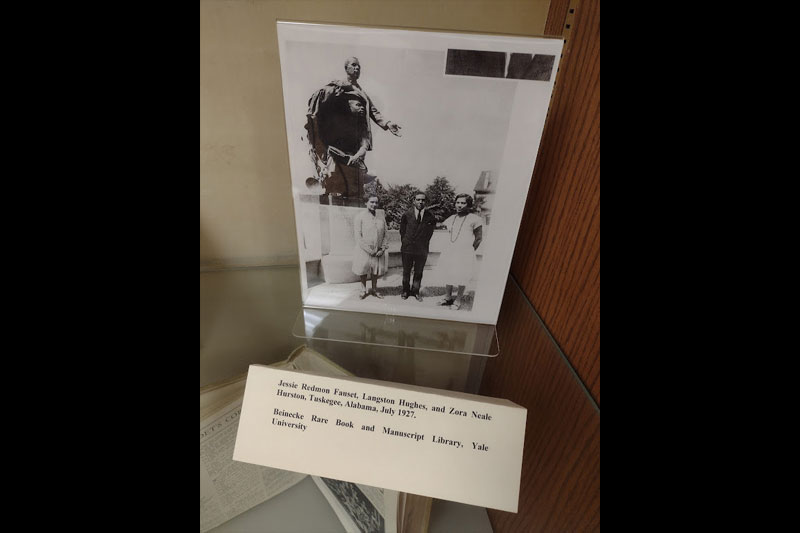 Jessie Redmon Fauset, Langston Hughes, and Zora Neale
Hurston, Tuskegee, Alabama, July 1927.
Beinecke Rare Book and Manuscript Library, Yale
University